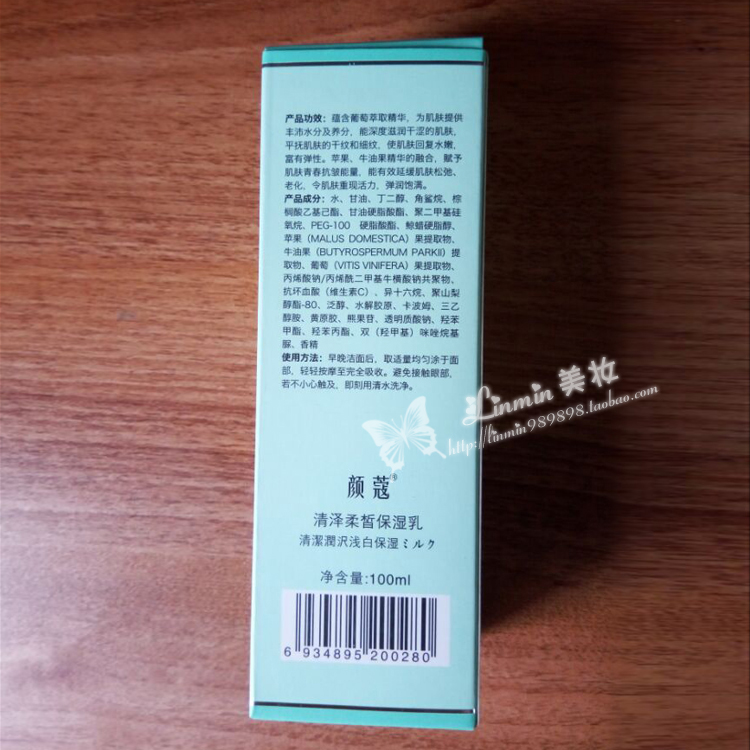 产品功效：蕴含葡萄萃取精华，为肌肤提供
丰沛水分及养分，能深度滋润干涩的肌肤，
平抚肌肤的干纹和细纹，使肌肤回复水嫩，
富有弹性。苹果、牛油果精华的融合，赋予
肌肤青春抗皱能量，能有效延缓肌肤松弛、
老化，令肌肤重现活力，弹润饱满。
产品成分：水、甘油、丁二醇、角鲨烷、棕
榈酸乙基己酯、甘油硬脂酸酯、聚二甲基硅
氧烷、PEG-100 硬脂酸酯、鲸蜡硬脂醇、
苹果（MALUS DOMESTICA）果提取物、
牛油果（BUTYROSPERMUM PARKII）提
取物、葡萄（VITIS VINIFERA）果提取物、
丙烯酸钠/丙烯酰二甲基牛磺酸钠共聚物、
抗坏血酸（维生素C）、异十六烷、聚山梨
醇酯-80、泛醇、水解胶原、卡波姆、三乙
醇胺、黄原胶、熊果苷、透明质酸钠、羟苯
甲酯、羟苯丙酯、双（羟甲基）咪唑烷基
脲、香精
使用方法：早晚洁面后，取适量均匀涂于面
部，轻轻按摩至完全吸收。避免接触眼部，
若不小心触及，即刻用清水洗净。
Linmin 美妆
http://linmin989898.taobao.com
颜蔻®
清泽柔皙保湿乳
清潔潤沢浅白保湿ミルク
净含量:100ml
6 934895 200280